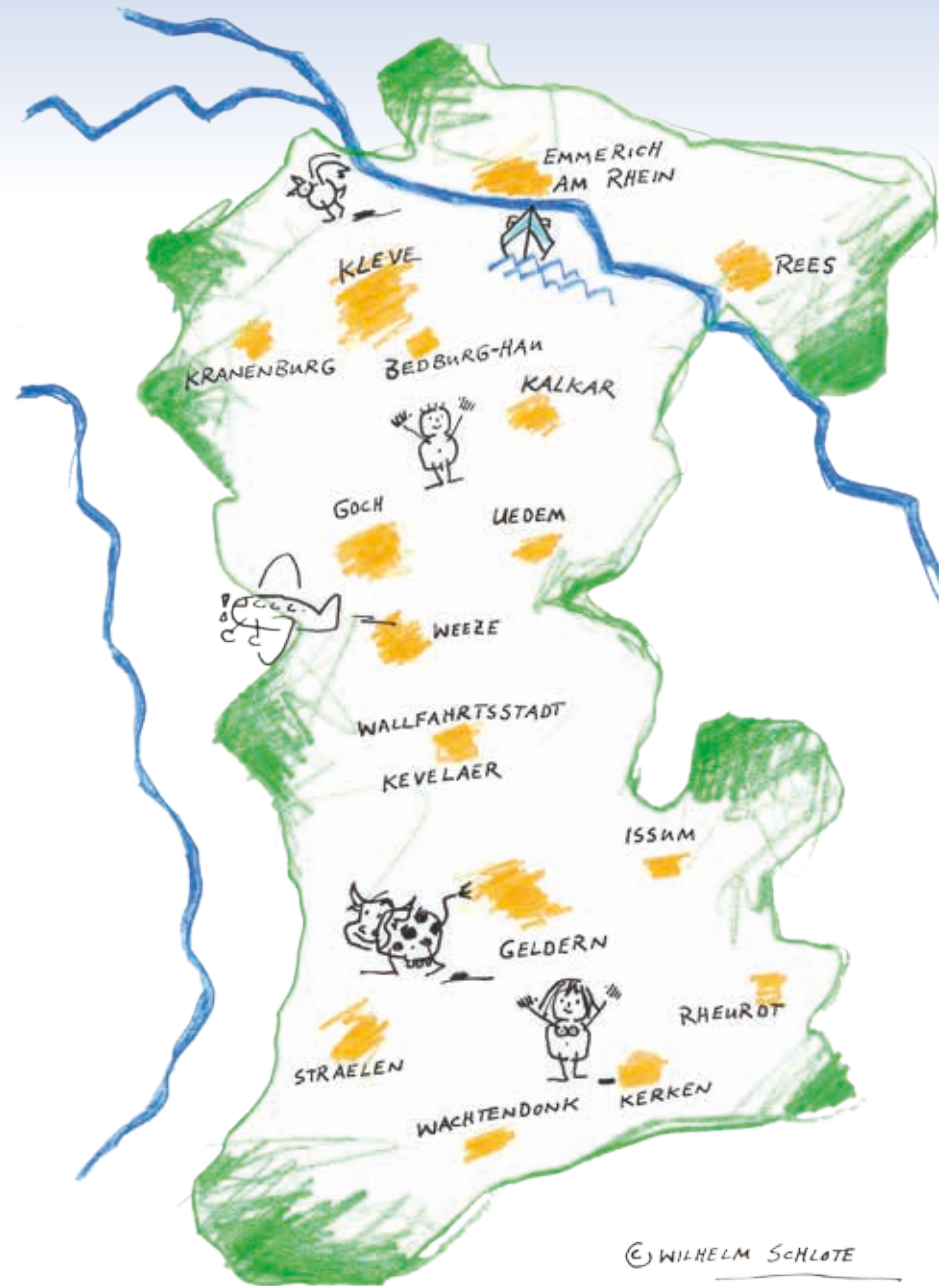 EMMERICH
AM RHEIN
REES
KLEVE
KRANENBURG
BEDBURG-HAU
KALKAR
GOCH
UEDEM
WEEZE
WALLFAHRTSSTADT
KEVELAER
ISSUM
GELDERN
RHEURDT
STRAELEN
KERKEN
WACHTENDONK
© WILHELM SCHLOTE